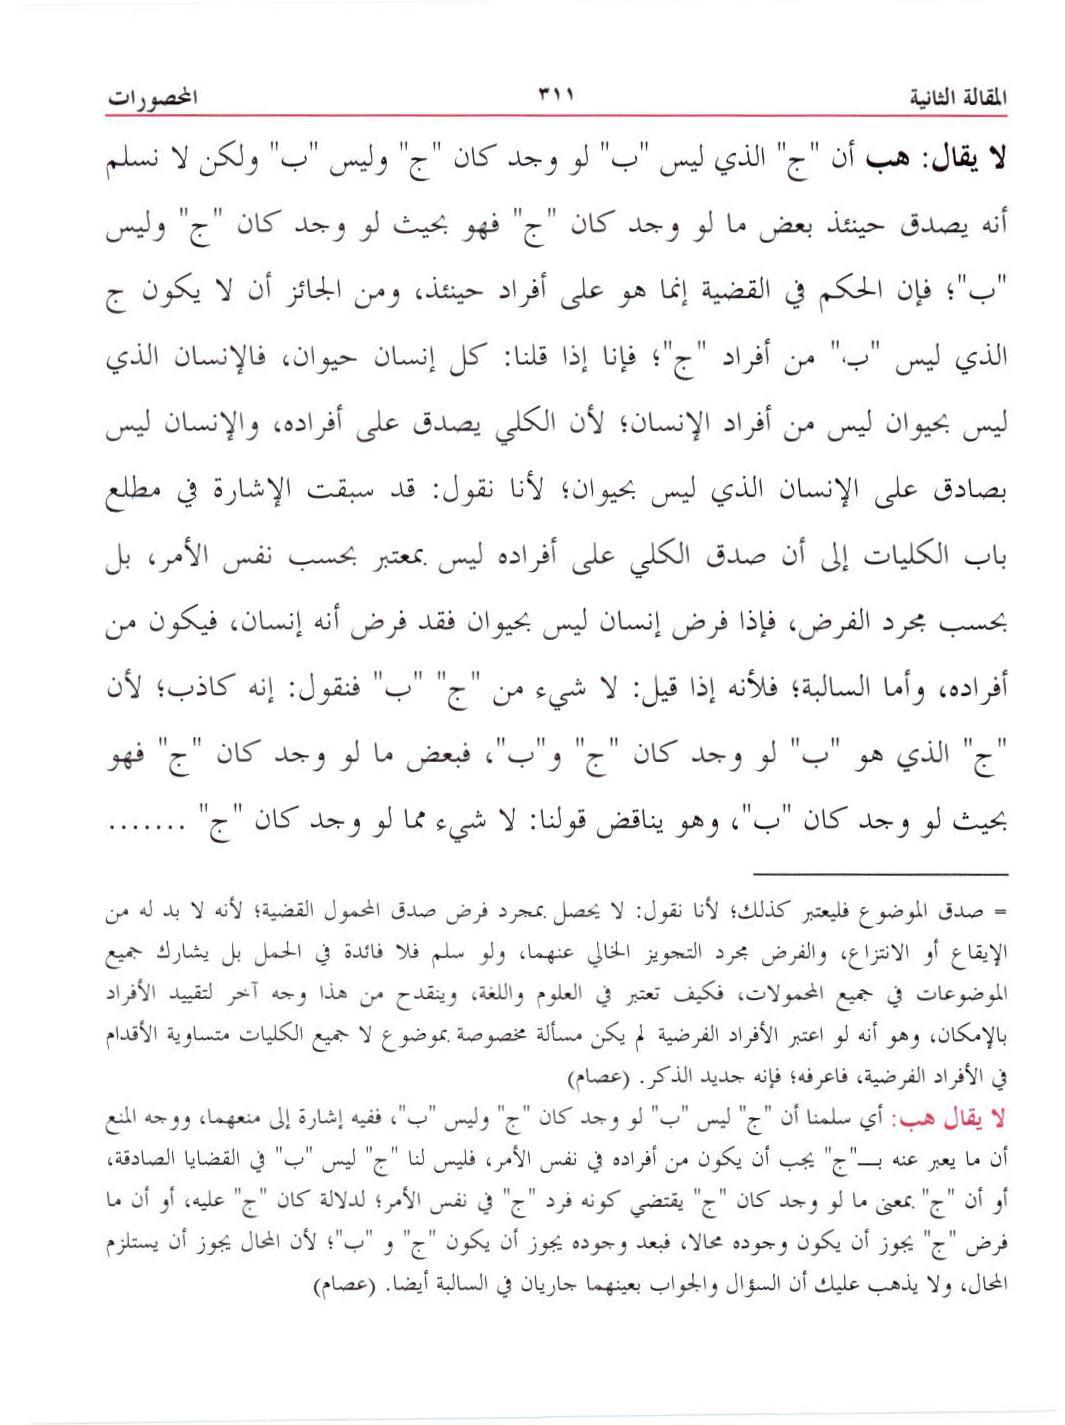 المقالة الثانية ٣١١ المحصورات
لا يقال: هب أن "ج" الذي ليس "ب" لو وجد كان "ج" وليس "ب" ولكن لا نسلم
أنه يصدق حينئذ بعض ما لو وجد كان "ج" فهو بحيث لو وجد كان "ج" وليس
"ب"؛ فإن الحكم في القضية إنما هو على أفراد حينئذ، ومن الجائز أن لا يكون ج
الذي ليس "ب" من أفراد "ج"؛ فإنا إذا قلنا: كل إنسان حيوان، فالإنسان الذي
ليس بحيوان ليس من أفراد الإنسان؛ لأن الكلي يصدق على أفراده، والإنسان ليس
بصادق على الإنسان الذي ليس بحيوان؛ لأنا نقول: قد سبقت الإشارة في مطلع
باب الكليات إلى أن صدق الكلي على أفراده ليس بمعتبر بحسب نفس الأمر، بل
بحسب مجرد الفرض، فإذا فرض إنسان ليس بحيوان فقد فرض أنه إنسان، فيكون من
أفراده، وأما السالبة؛ فلأنه إذا قيل: لا شيء من "ج" "ب" فنقول: إنه كاذب؛ لأن
"ج" الذي هو "ب" لو وجد كان "ج" و"ب"، فبعض ما لو وجد كان "ج" فهو
بحيث لو وجد كان "ب"، وهو يناقض قولنا: لا شيء مما لو وجد كان "ج" .......
= صدق الموضوع فليعتبر كذلك؛ لأنا نقول: لا يحصل بمجرد فرض صدق المحمول القضية؛ لأنه لا بد له من
الإيقاع أو الانتزاع، والفرض مجرد التجويز الخالي عنهما، ولو سلم فلا فائدة في الحمل بل يشارك جميع
الموضوعات في جميع المحمولات، فكيف تعتبر في العلوم واللغة، وينقدح من هذا وجه آخر لتقييد الأفراد
بالإمكان، وهو أنه لو اعتبر الأفراد الفرضية لم يكن مسألة مخصوصة بموضوع لا جميع الكليات متساوية الأقدام
في الأفراد الفرضية، فاعرفه؛ فإنه جديد الذكر. (عصام)
لا يقال هب: أي سلمنا أن "ج" ليس "ب" لو وجد كان "ج" وليس "ب"، ففيه إشارة إلى منعهما، ووجه المنع
أن ما يعبر عنه بــ"ج" يجب أن يكون من أفراده في نفس الأمر، فليس لنا "ج" ليس "ب" في القضايا الصادقة،
أو أن "ج" بمعنى ما لو وجد كان "ج" يقتضي كونه فرد "ج" في نفس الأمر؛ لدلالة كان "ج" عليه، أو أن ما
فرض "ج" يجوز أن يكون وجوده محالا، فبعد وجوده يجوز أن يكون "ج" و "ب"؛ لأن المحال يجوز أن يستلزم
المحال، ولا يذهب عليك أن السؤال والجواب بعينهما جاريان في السالبة أيضا. (عصام)